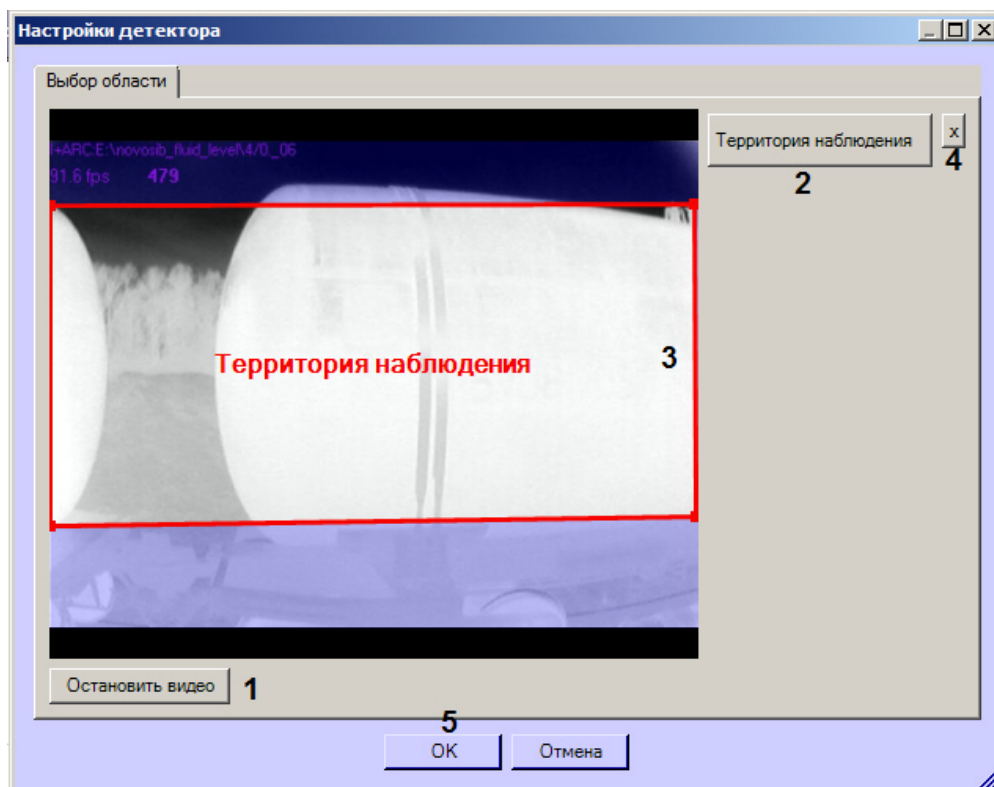 Настройки детектора
Выбор области
l+ARC:E:\novosib_fluid_level\4/0._06
91.6 fps 479
Территория наблюдения
x
2
4
Территория наблюдения
3
Остановить видео
1
5
OK
Отмена